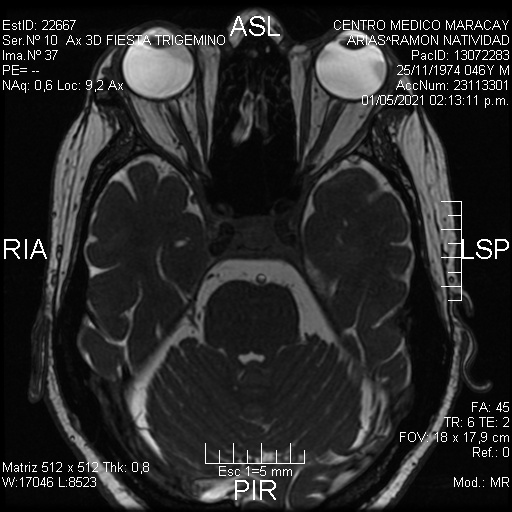 EstID: 22667
Ser.Nº 10 Ax 3D FIESTA TRIGEMINO
Ima.Nº 37
PE= --
NAq: 0,6 Loc: 9,2 Ax
ASL
CENTRO MEDICO MARACAY
ARIAS^RAMON NATIVIDAD
PacID: 13072283
25/11/1974 046Y M
AccNum: 23113301
01/05/2021 02:13:11 p.m.
RIA
LSP
Matriz 512 x 512 Thk: 0,8
W:17046 L:8523
Esc 1=5 mm
PIR
FA: 45
TR: 6 TE: 2
FOV: 18 x 17,9 cm
Ref.: 0
Mod.: MR